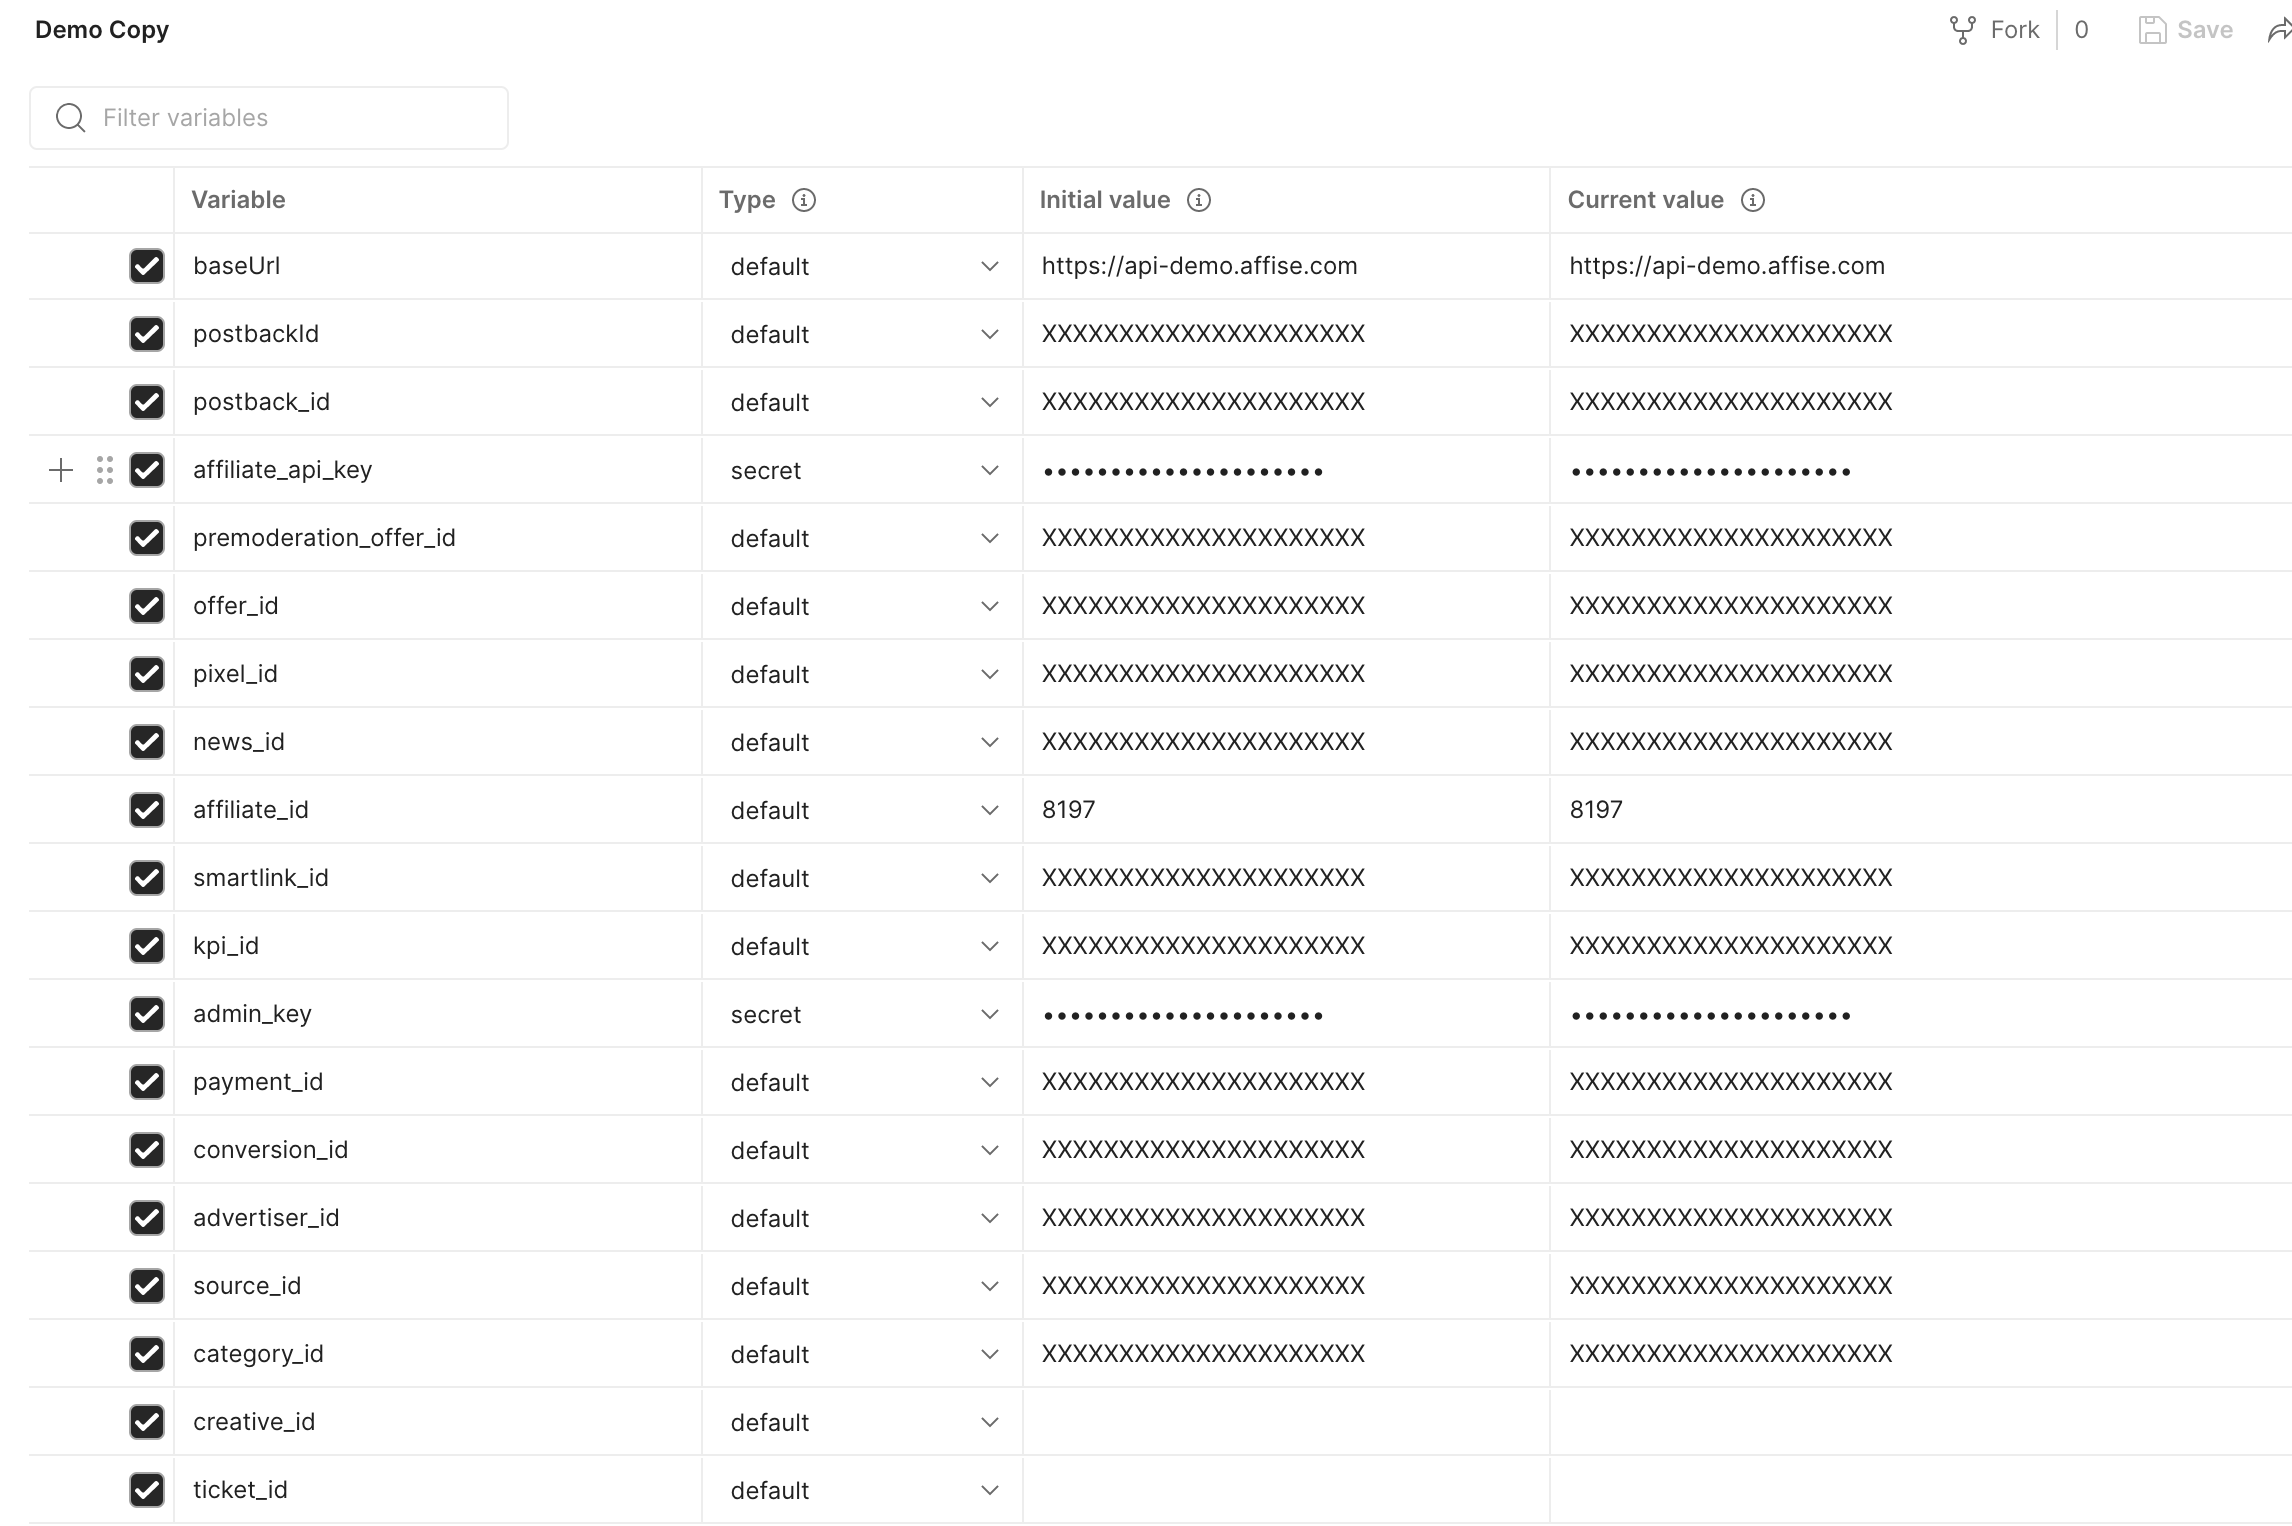 Demo Copy
Fork 0 Save
Filter variables
Variable Type Initial value Current value
baseUrl default https://api-demo.affise.com https://api-demo.affise.com
postbackId default XXXXXXXXXXXXXXXXXXXXX XXXXXXXXXXXXXXXXXXXXX
postback_id default XXXXXXXXXXXXXXXXXXXXX XXXXXXXXXXXXXXXXXXXXX
affiliate_api_key secret ••••••••••••••••••••• •••••••••••••••••••••
premoderation_offer_id default XXXXXXXXXXXXXXXXXXXXX XXXXXXXXXXXXXXXXXXXXX
offer_id default XXXXXXXXXXXXXXXXXXXXX XXXXXXXXXXXXXXXXXXXXX
pixel_id default XXXXXXXXXXXXXXXXXXXXX XXXXXXXXXXXXXXXXXXXXX
news_id default XXXXXXXXXXXXXXXXXXXXX XXXXXXXXXXXXXXXXXXXXX
affiliate_id default 8197 8197
smartlink_id default XXXXXXXXXXXXXXXXXXXXX XXXXXXXXXXXXXXXXXXXXX
kpi_id default XXXXXXXXXXXXXXXXXXXXX XXXXXXXXXXXXXXXXXXXXX
admin_key secret ••••••••••••••••••••• •••••••••••••••••••••
payment_id default XXXXXXXXXXXXXXXXXXXXX XXXXXXXXXXXXXXXXXXXXX
conversion_id default XXXXXXXXXXXXXXXXXXXXX XXXXXXXXXXXXXXXXXXXXX
advertiser_id default XXXXXXXXXXXXXXXXXXXXX XXXXXXXXXXXXXXXXXXXXX
source_id default XXXXXXXXXXXXXXXXXXXXX XXXXXXXXXXXXXXXXXXXXX
category_id default XXXXXXXXXXXXXXXXXXXXX XXXXXXXXXXXXXXXXXXXXX
creative_id default
ticket_id default